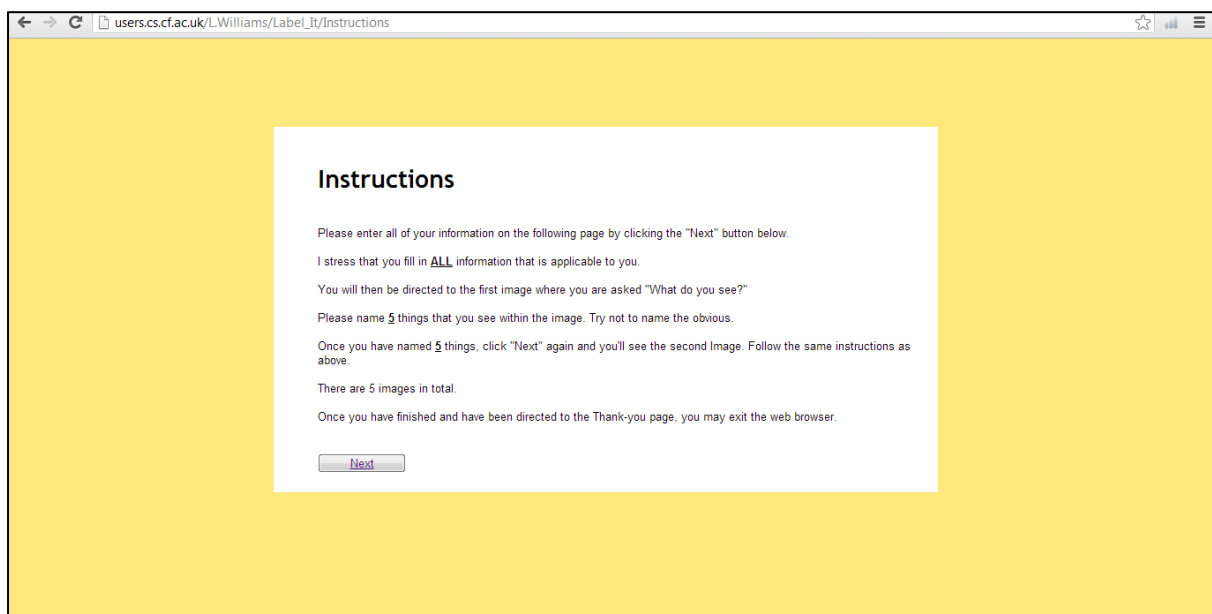 users.cs.cf.ac.uk/L.Williams/Label_It/Instructions
Instructions
Please enter all of your information on the following page by clicking the "Next" button below.
I stress that you fill in ALL information that is applicable to you.
You will then be directed to the first image where you are asked "What do you see?"
Please name 5 things that you see within the image. Try not to name the obvious.
Once you have named 5 things, click "Next" again and you'll see the second Image. Follow the same instructions as
above.
There are 5 images in total.
Once you have finished and have been directed to the Thank-you page, you may exit the web browser.
Next